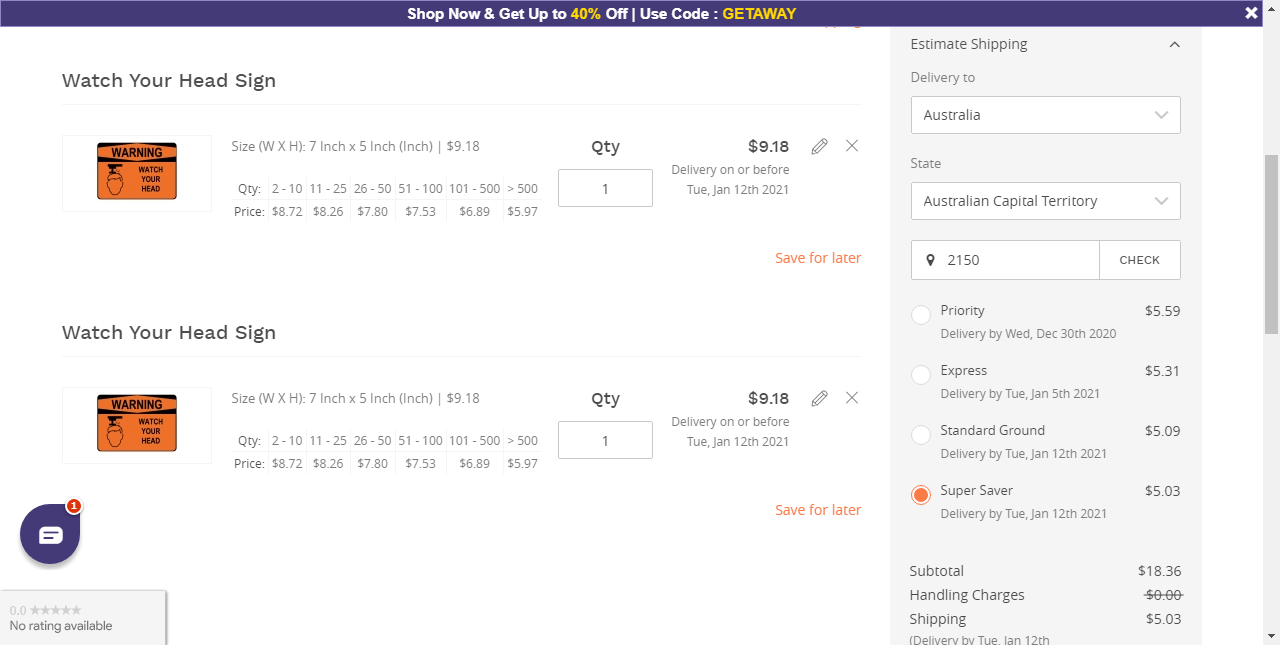 Shop Now & Get Up to 40% Off | Use Code : GETAWAY
Watch Your Head Sign
WARNING
WATCH
YOUR
HEAD
Size (W X H): 7 Inch x 5 Inch (Inch) | $9.18
Qty: 2 - 10 11 - 25 26 - 50 51 - 100 101 - 500 > 500
Price: $8.72 $8.26 $7.80 $7.53 $6.89 $5.97
Qty
1
$9.18
Delivery on or before
Tue, Jan 12th 2021
Save for later
Watch Your Head Sign
WARNING
WATCH
YOUR
HEAD
Size (W X H): 7 Inch x 5 Inch (Inch) | $9.18
Qty: 2 - 10 11 - 25 26 - 50 51 - 100 101 - 500 > 500
Price: $8.72 $8.26 $7.80 $7.53 $6.89 $5.97
Qty
1
$9.18
Delivery on or before
Tue, Jan 12th 2021
Save for later
1
0.0
No rating available
Estimate Shipping
Delivery to
Australia
State
Australian Capital Territory
2150 CHECK
Priority $5.59
Delivery by Wed, Dec 30th 2020
Express $5.31
Delivery by Tue, Jan 5th 2021
Standard Ground $5.09
Delivery by Tue, Jan 12th 2021
Super Saver $5.03
Delivery by Tue, Jan 12th 2021
Subtotal $18.36
Handling Charges $0.00
Shipping $5.03
(Delivery by Tue, Jan 12th